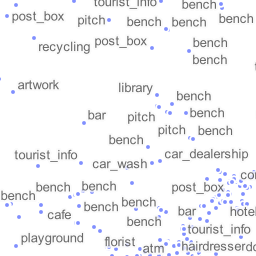 tourist_info
bench
post_box
pitch
bench
bench
bench
recycling
post_box
bench
bench
artwork
library
bench
bar
pitch
bench
pitch
bench
bench
tourist_info
car_wash
car_dealership
bench
bench
bench
post_box
bench
bench
cafe
bench
bar
hotel
tourist_info
playground
florist
atm
hairdresser